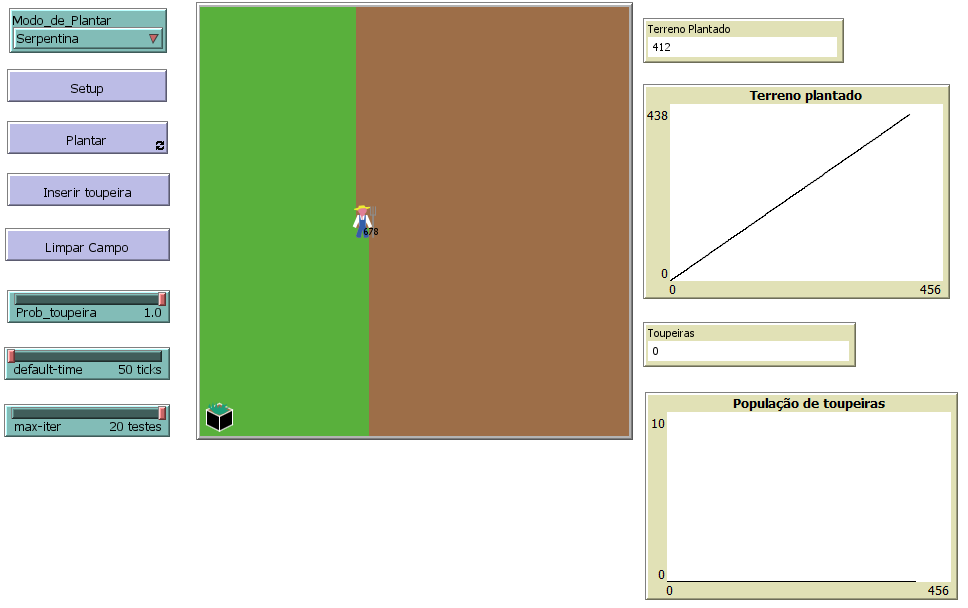 Modo_de_Plantar
Serpentina
Setup
Plantar
Inserir toupeira
Limpar Campo
Prob_toupeira 1.0
default-time 50 ticks
max-iter 20 testes
678
Terreno Plantado
412
Terreno plantado
438
0
0 456
Toupeiras
0
População de toupeiras
10
0
0 456